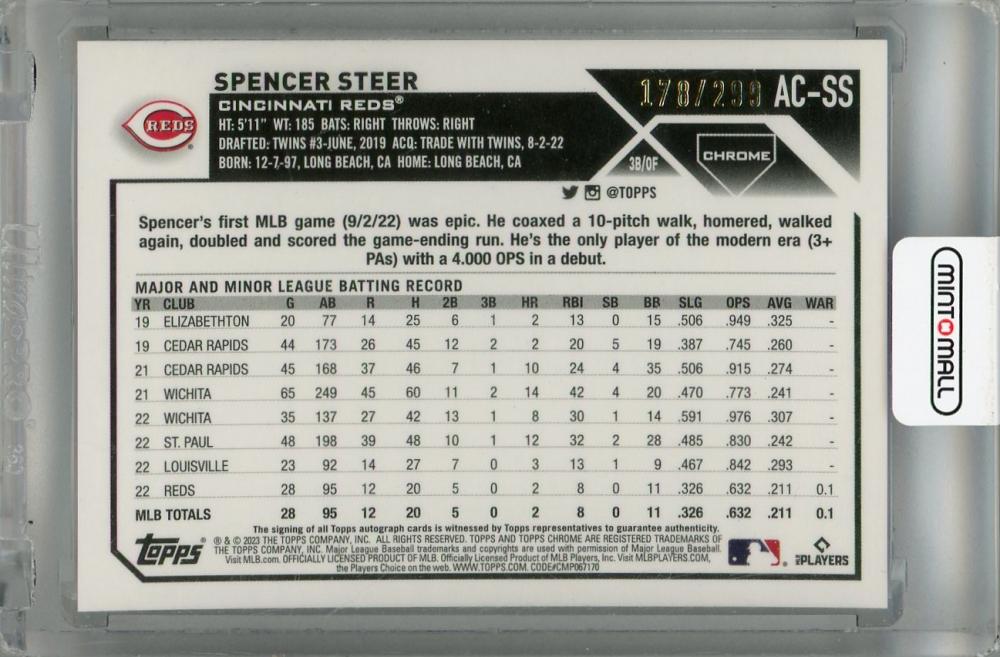 SPENCER STEER
CINCINNATI REDS®
HT: 5'11" WT: 185 BATS: RIGHT THROWS: RIGHT
DRAFTED: TWINS #3-JUNE, 2019 ACQ: TRADE WITH TWINS, 8-2-22
BORN: 12-7-97, LONG BEACH, CA HOME: LONG BEACH, CA
REDS
178/299 AC-SS
3B/OF
CHROME
@TOPPS
Spencer's first MLB game (9/2/22) was epic. He coaxed a 10-pitch walk, homered, walked
again, doubled and scored the game-ending run. He's the only player of the modern era (3+
PAs) with a 4.000 OPS in a debut.
MAJOR AND MINOR LEAGUE BATTING RECORD
YR CLUB G AB R H 2B 3B HR RBI SB BB SLG OPS AVG WAR
19 ELIZABETHTON 20 77 14 25 6 1 2 13 0 15 .506 .949 .325 -
19 CEDAR RAPIDS 44 173 26 45 12 2 2 20 5 19 .387 .745 .260 -
21 CEDAR RAPIDS 45 168 37 46 7 1 10 24 4 35 .506 .915 .274 -
21 WICHITA 65 249 45 60 11 2 14 42 4 20 .470 .773 .241 -
22 WICHITA 35 137 27 42 13 1 8 30 1 14 .591 .976 .307 -
22 ST. PAUL 48 198 39 48 10 1 12 32 2 28 .485 .830 .242 -
22 LOUISVILLE 23 92 14 27 7 0 3 13 1 9 .467 .842 .293 -
22 REDS 28 95 12 20 5 0 2 8 0 11 .326 .632 .211 0.1
MLB TOTALS 28 95 12 20 5 0 2 8 0 11 .326 .632 .211 0.1
The signing of all Topps autograph cards is witnessed by Topps representatives to guarantee authenticity.
® & © 2023 THE TOPPS COMPANY, INC. ALL RIGHTS RESERVED. TOPPS AND TOPPS CHROME ARE REGISTERED TRADEMARKS OF
THE TOPPS COMPANY, INC. Major League Baseball trademarks and copyrights are used with permission of Major League Baseball.
Visit MLB.com. OFFICIALLY LICENSED PRODUCT OF MLB. Officially Licensed Product of MLB Players, Inc. Visit MLBPLAYERS.COM,
the Players Choice on the web. WWW.TOPPS.COM. CODE#CMP067170
Topps
MLB PLAYERS
MINTOMALL